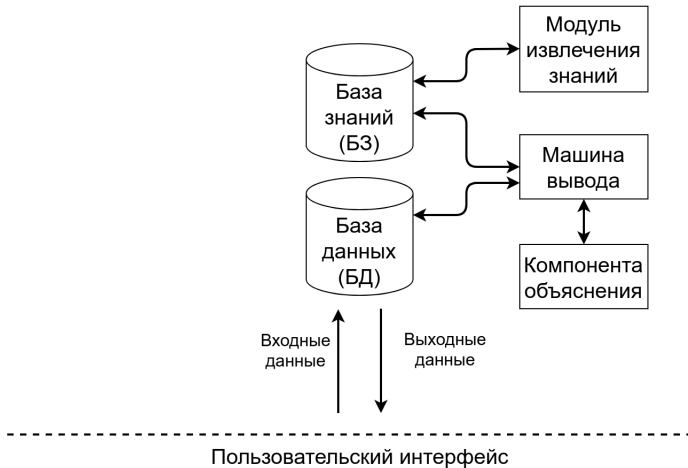 Модуль
извлечения
знаний
База
знаний
(БЗ)
Машина
вывода
База
данных
(БД)
Компонента
объяснения
Входные
данные
Выходные
данные
Пользовательский интерфейс